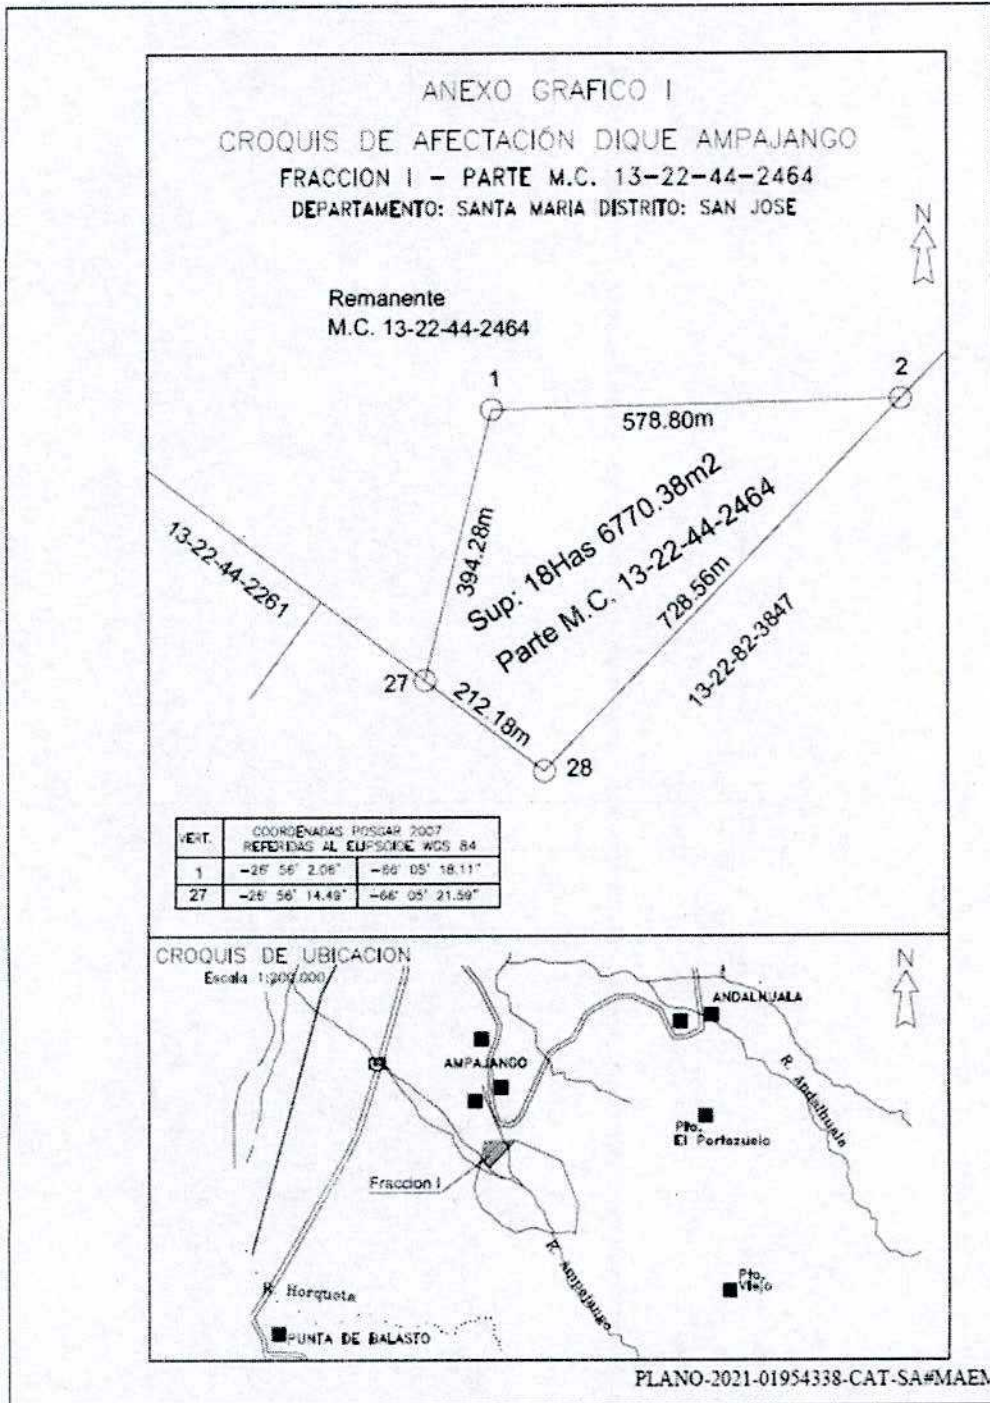 ANEXO GRAFICO I
CROQUIS DE AFECTACIÓN DIQUE AMPAJANGO
FRACCION I - PARTE M.C. 13-22-44-2464
DEPARTAMENTO: SANTA MARIA DISTRITO: SAN JOSE
N
Remanente
M.C. 13-22-44-2464
1
2
578.80m
394.28m
Sup: 18Has 6770.38m2
Parte M.C. 13-22-44-2464
728.56m
13-22-82-3847
13-22-44-2261
27
212.18m
28
VERT. COORDENADAS POSGAR 2007
REFERIDAS AL ELIPSOIDE WGS 84
1 -26° 56' 2.06" -66° 05' 18.11"
27 -26° 56' 14.49" -66° 05' 21.59"
CROQUIS DE UBICACION
Escala 1:200.000
N
ANDALHUALA
AMPAJANGO
R. Andalhuala
Pto.
El Portozuelo
Fraccion I
R. Ampajango
Pto.
Viejo
R. Horqueta
PUNTA DE BALASTO
PLANO-2021-01954338-CAT-SA#MAEM